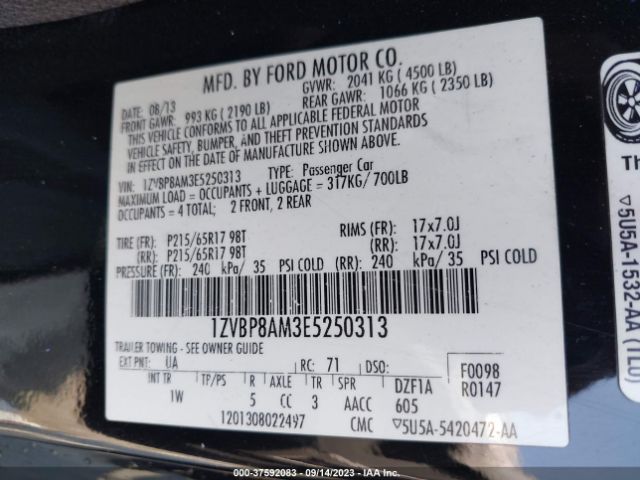 MFD. BY FORD MOTOR CO.
DATE: 08/13 GVWR: 2041 KG ( 4500 LB)
FRONT GAWR: 993 KG ( 2190 LB) REAR GAWR: 1066 KG ( 2350 LB)
THIS VEHICLE CONFORMS TO ALL APPLICABLE FEDERAL MOTOR
VEHICLE SAFETY, BUMPER, AND THEFT PREVENTION STANDARDS
IN EFFECT ON THE DATE OF MANUFACTURE SHOWN ABOVE.
VIN: 1ZVBP8AM3E5250313 TYPE: Passenger Car
MAXIMUM LOAD = OCCUPANTS + LUGGAGE = 317KG/ 700LB
OCCUPANTS = 4 TOTAL; 2 FRONT, 2 REAR
TIRE (FR): P215/65R17 98T RIMS (FR): 17x7.0J
(RR): P215/65R17 98T (RR): 17x7.0J
PRESSURE (FR): 240 kPa/ 35 PSI COLD (RR): 240 kPa/ 35 PSI COLD
1ZVBP8AM3E5250313
TRAILER TOWING - SEE OWNER GUIDE
EXT PNT: UA RC: 71 DSO: F0098
INT TR TP/PS R AXLE TR SPR DZF1A R0147
1W 5 CC 3 AACC 605
1201308022497 CMC ▽5U5A-5420472-AA
Th
▽5U5A-1532-AA (TLU)
120-37592083 - 09/14/2023 - IAA Inc.